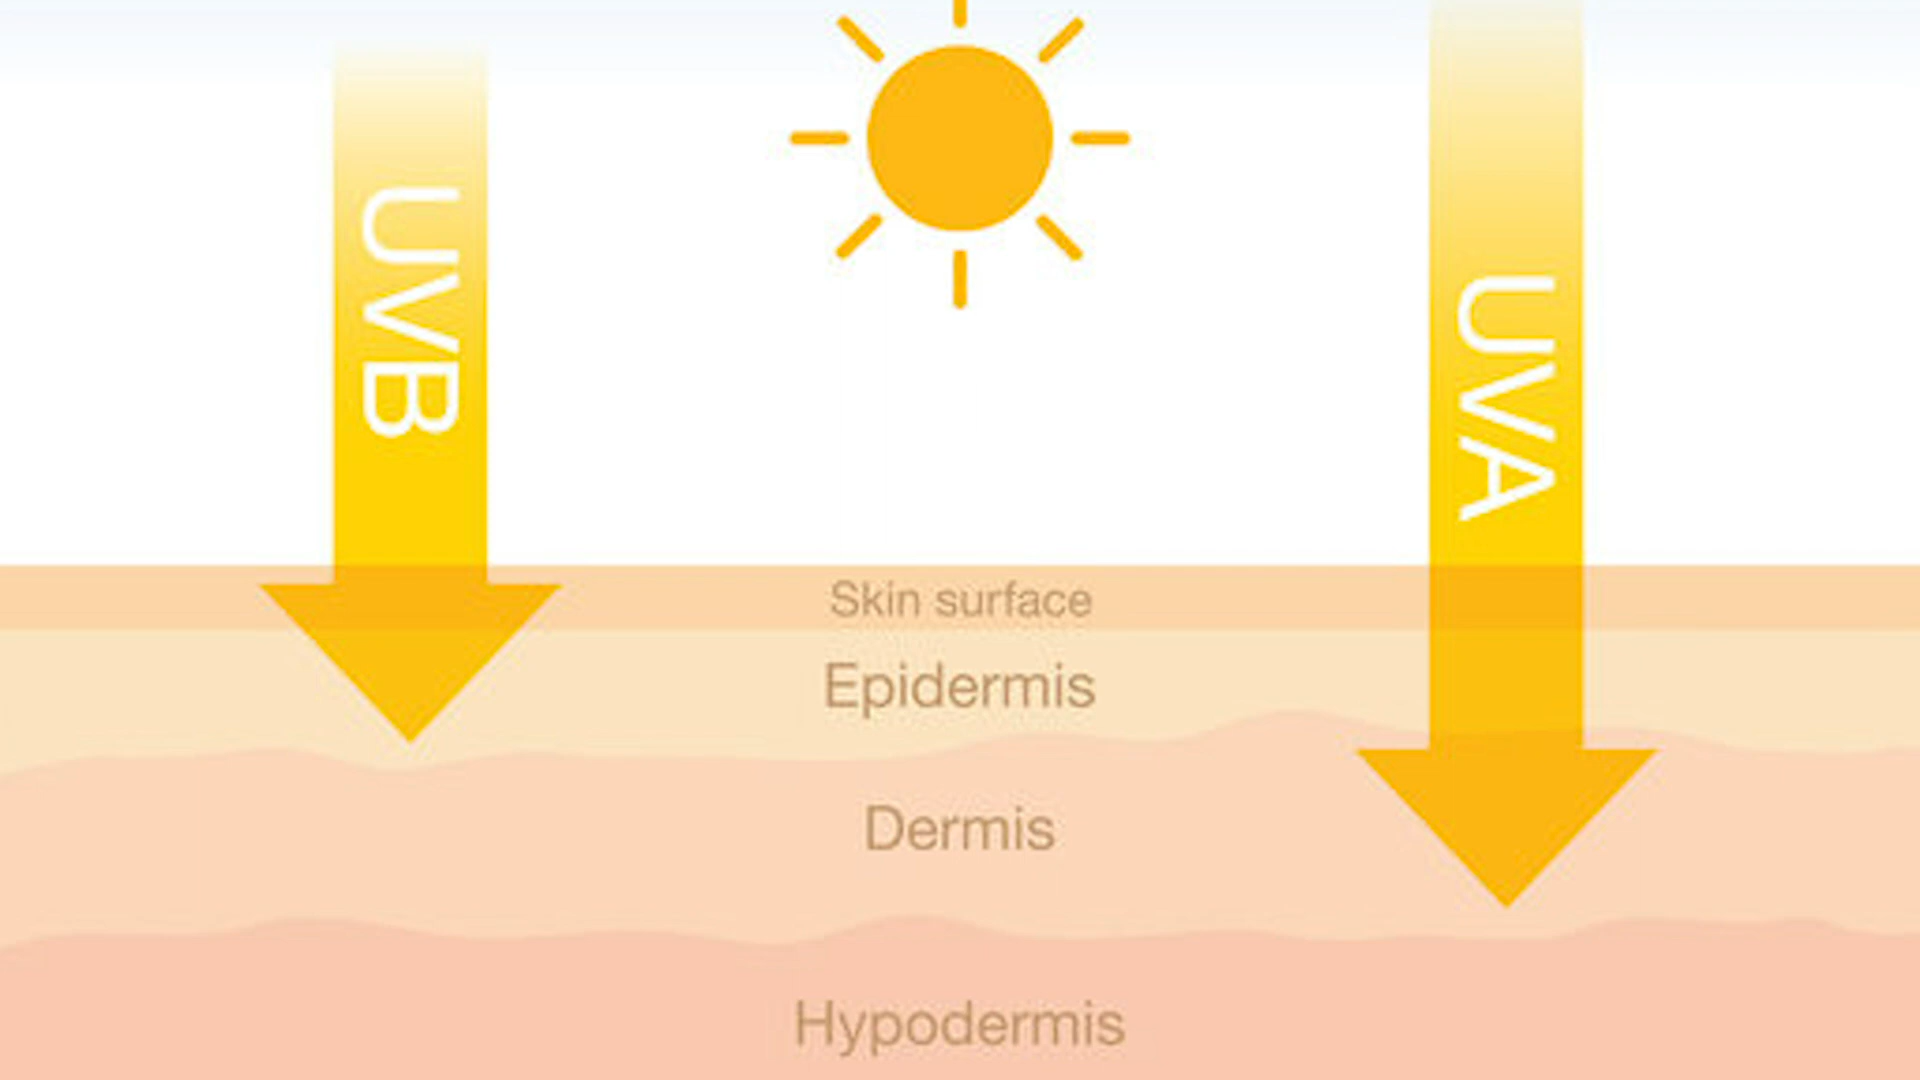 UVB
UVA
Skin surface
Epidermis
Dermis
Hypodermis